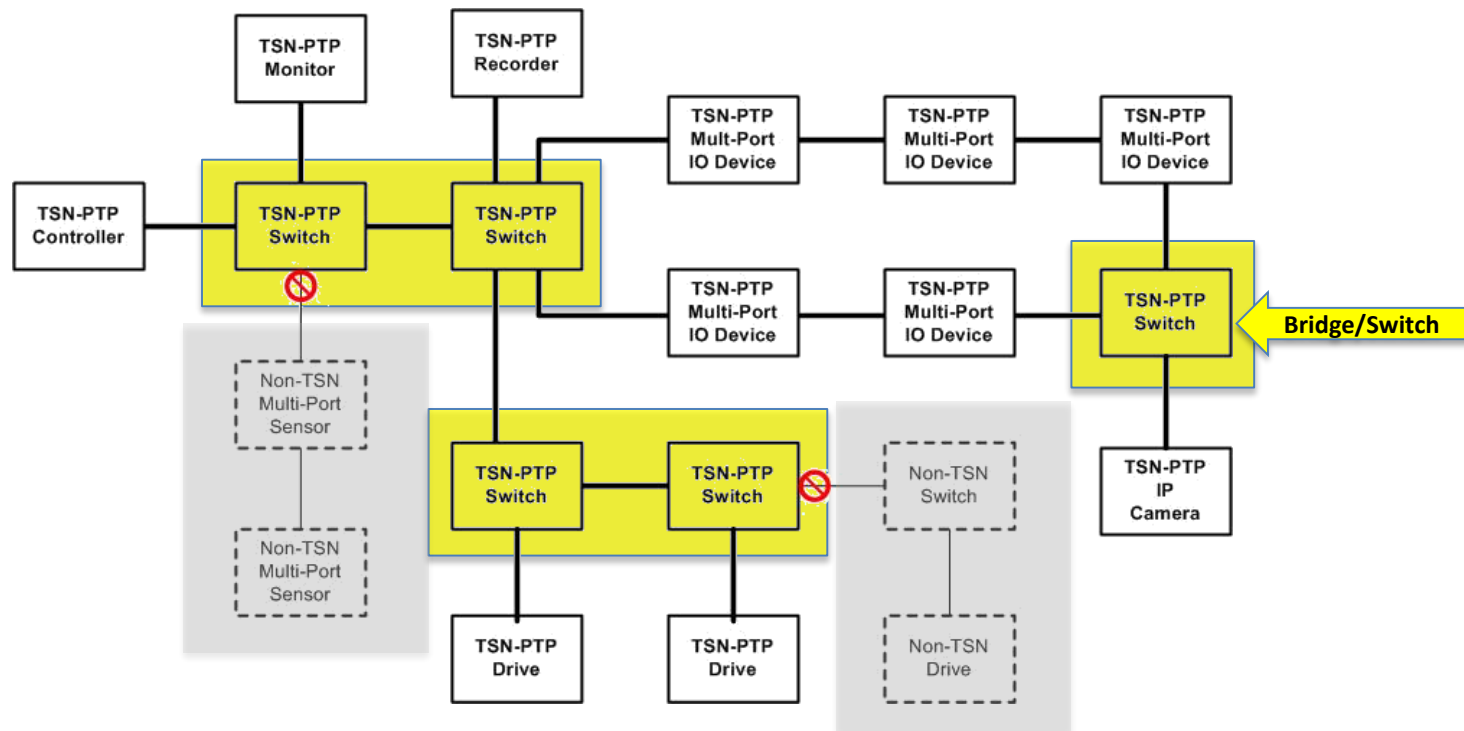 TSN-PTP
Monitor
TSN-PTP
Recorder
TSN-PTP
Mult-Port
IO Device
TSN-PTP
Multi-Port
IO Device
TSN-PTP
Multi-Port
IO Device
TSN-PTP
Controller
TSN-PTP
Switch
TSN-PTP
Switch
TSN-PTP
Multi-Port
IO Device
TSN-PTP
Multi-Port
IO Device
TSN-PTP
Switch
Bridge/Switch
Non-TSN
Multi-Port
Sensor
TSN-PTP
Switch
TSN-PTP
Switch
Non-TSN
Switch
TSN-PTP
IP
Camera
Non-TSN
Multi-Port
Sensor
TSN-PTP
Drive
TSN-PTP
Drive
Non-TSN
Drive